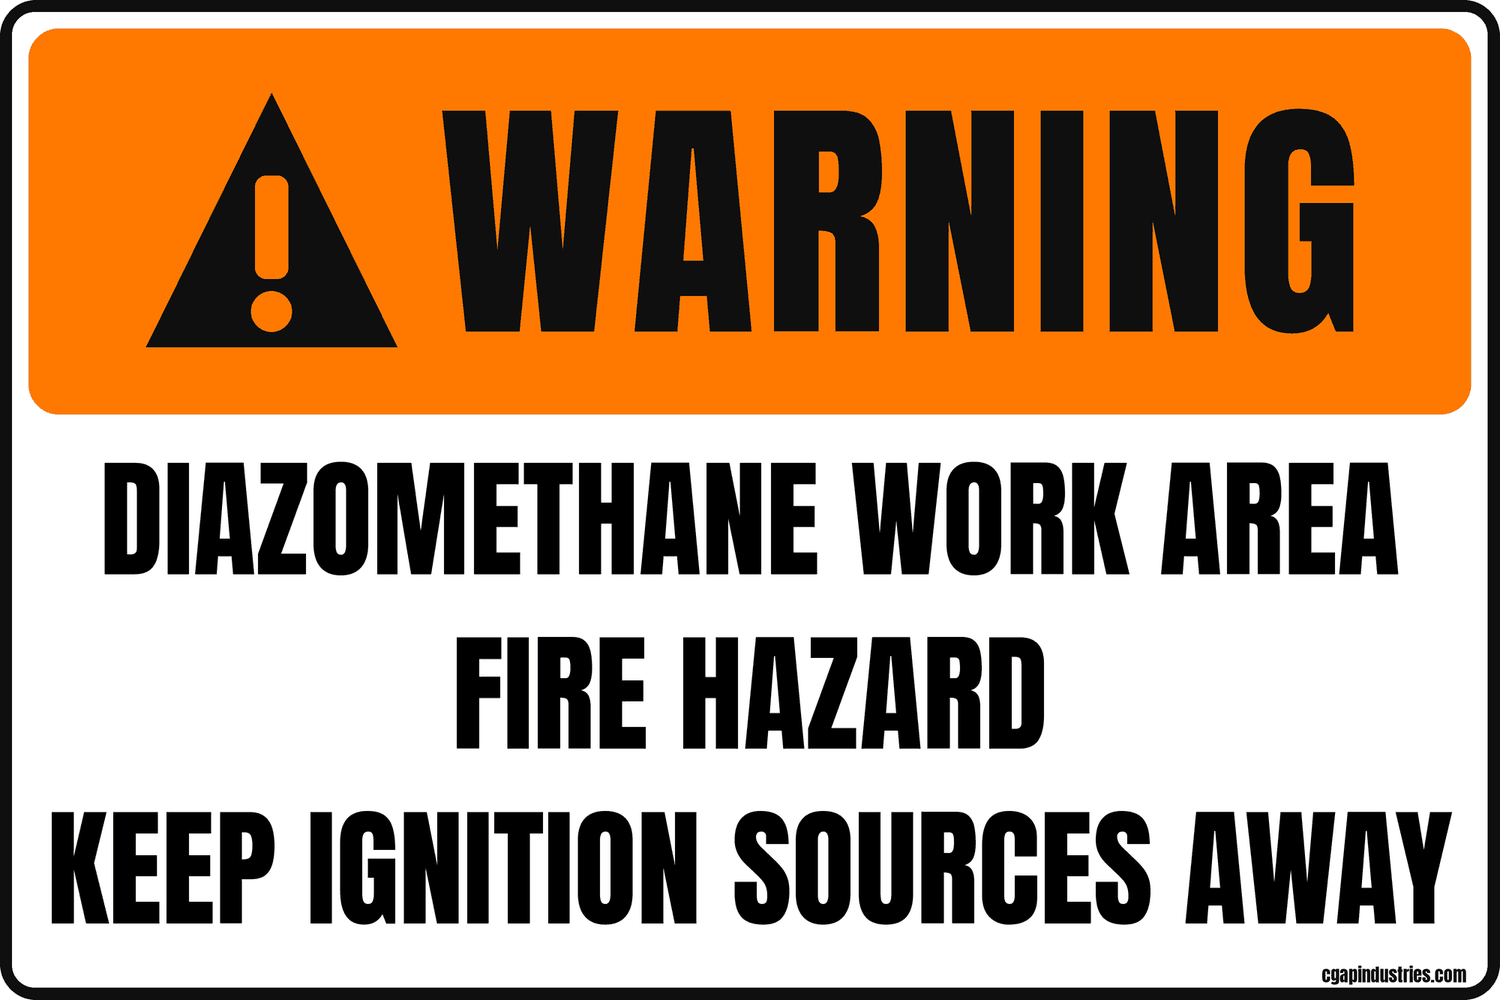 WARNING
DIAZOMETHANE WORK AREA
FIRE HAZARD
KEEP IGNITION SOURCES AWAY
cgapindustries.com